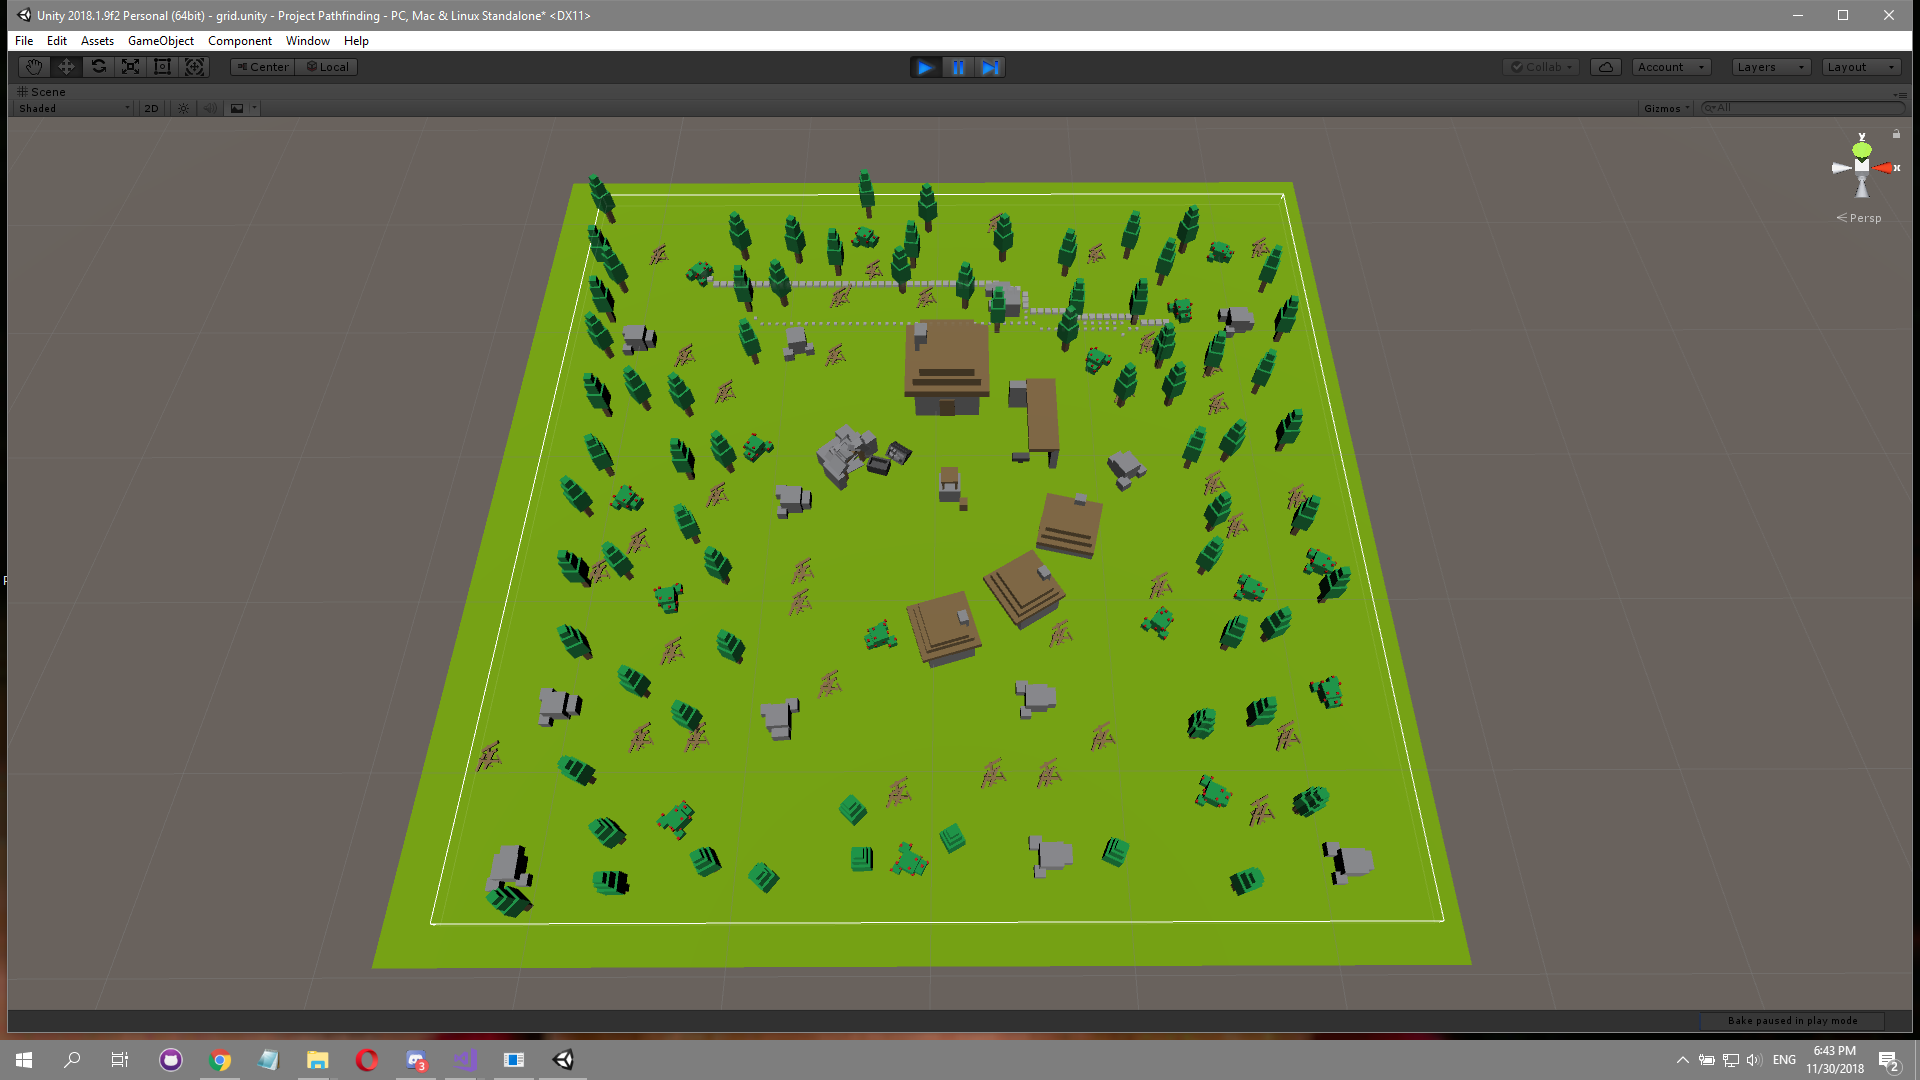 Unity 2018.1.9f2 Personal (64bit) - grid.unity - Project Pathfinding - PC, Mac & Linux Standalone* <DX11>
File Edit Assets GameObject Component Window Help
Center Local Collab Account Layers Layout
Scene
Shaded 2D Gizmos All
y
x
Persp
Bake paused in play mode
3
ENG
6:43 PM
11/30/2018
2